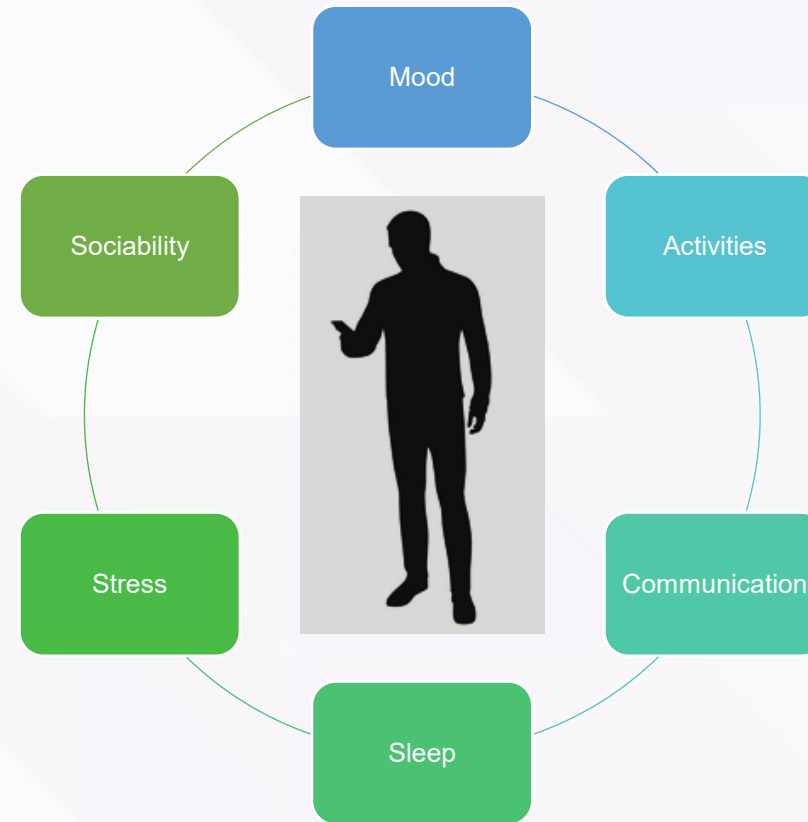 Mood
Sociability
Activities
Stress
Communication
Sleep